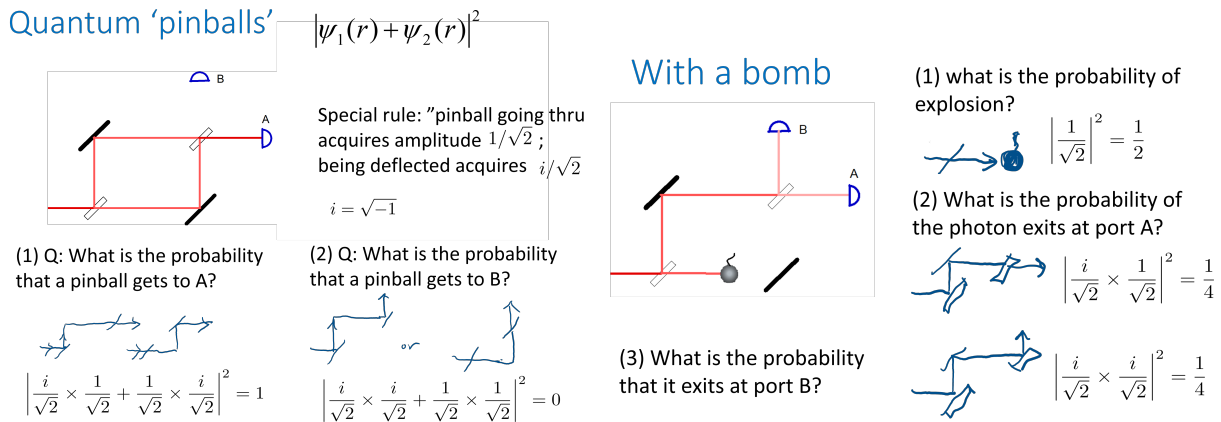 Quantum ‘pinballs’
|ψ₁(r)+ψ₂(r)|²
B
A
Special rule: ”pinball going thru
acquires amplitude 1/√2 ;
being deflected acquires i/√2
i = √−1
(1) Q: What is the probability
that a pinball gets to A?
|i/√2 × 1/√2 + 1/√2 × i/√2|² = 1
(2) Q: What is the probability
that a pinball gets to B?
or
|i/√2 × i/√2 + 1/√2 × 1/√2|² = 0
With a bomb
B
A
(1) what is the probability of
explosion?
|1/√2|² = 1/2
(2) What is the probability of
the photon exits at port A?
|i/√2 × 1/√2|² = 1/4
(3) What is the probability
that it exits at port B?
|i/√2 × i/√2|² = 1/4